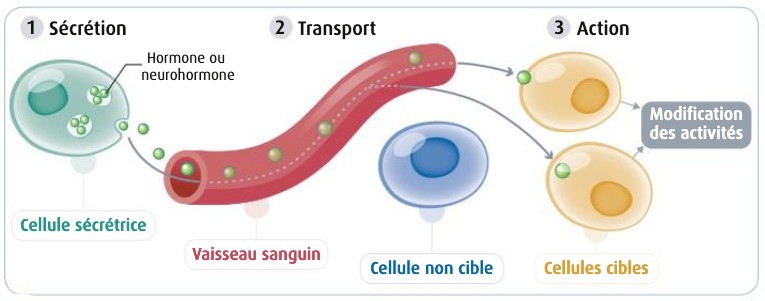 1 Sécrétion
2 Transport
3 Action
Hormone ou
neurohormone
Modification
des activités
Cellule sécrétrice
Vaisseau sanguin
Cellule non cible
Cellules cibles